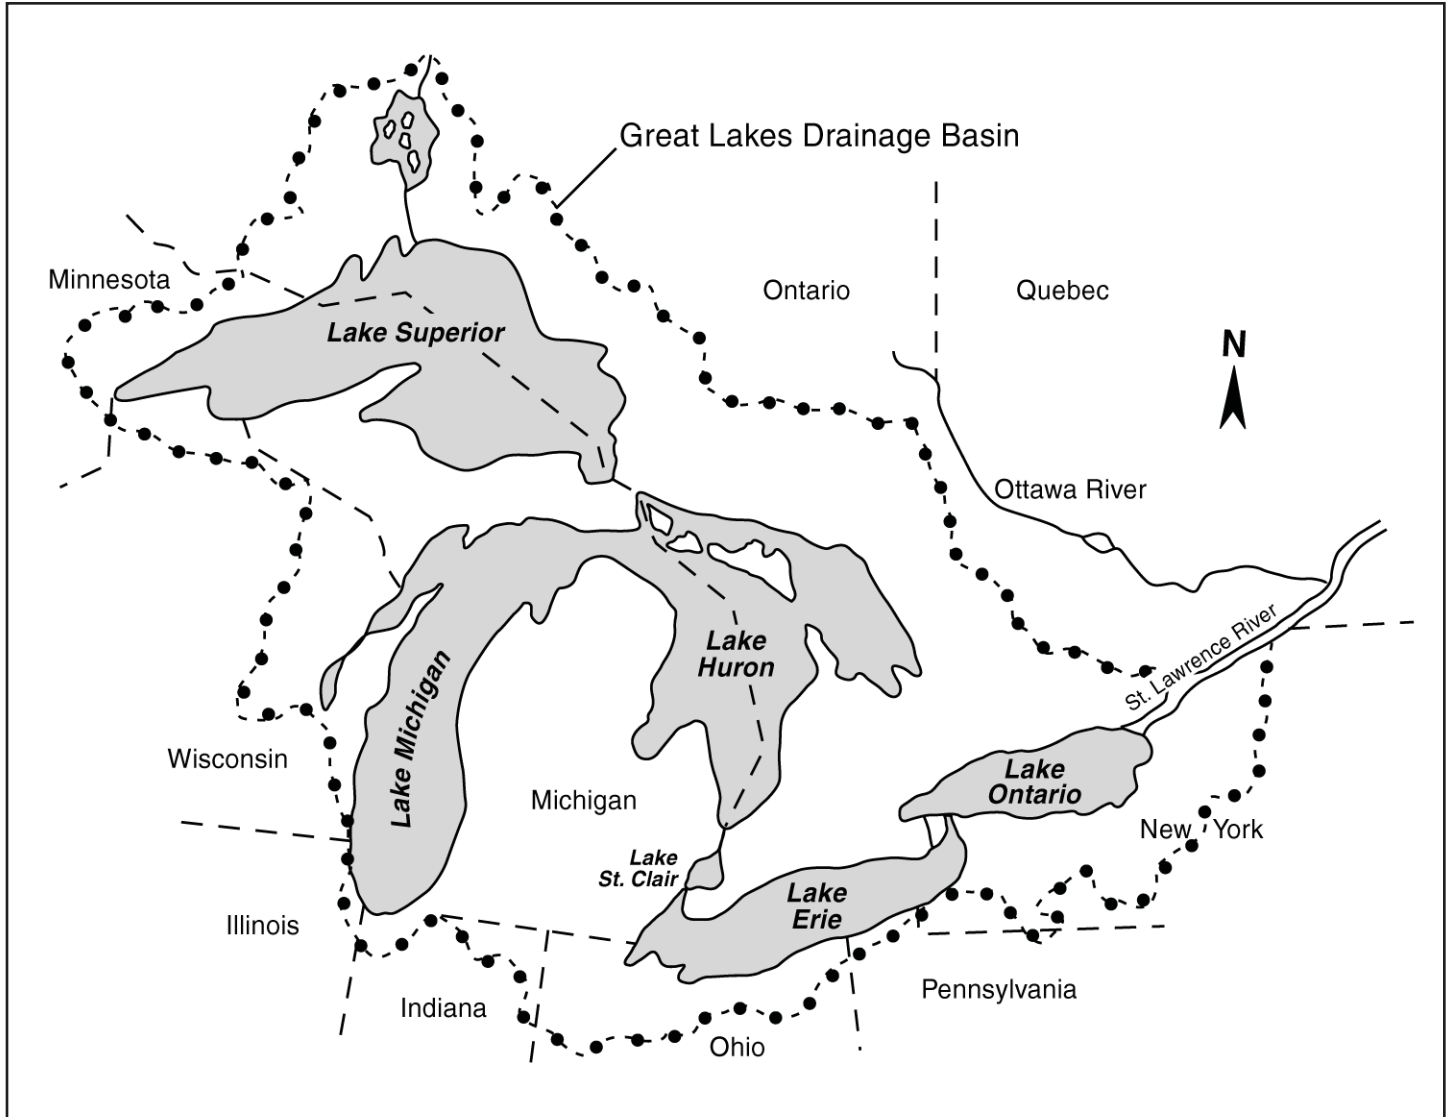 Great Lakes Drainage Basin
Minnesota
Ontario
Quebec
Lake Superior
N
Ottawa River
St. Lawrence River
Lake
Huron
Lake Michigan
Wisconsin
Michigan
Lake
Ontario
New York
Lake
St. Clair
Lake
Erie
Illinois
Indiana
Pennsylvania
Ohio